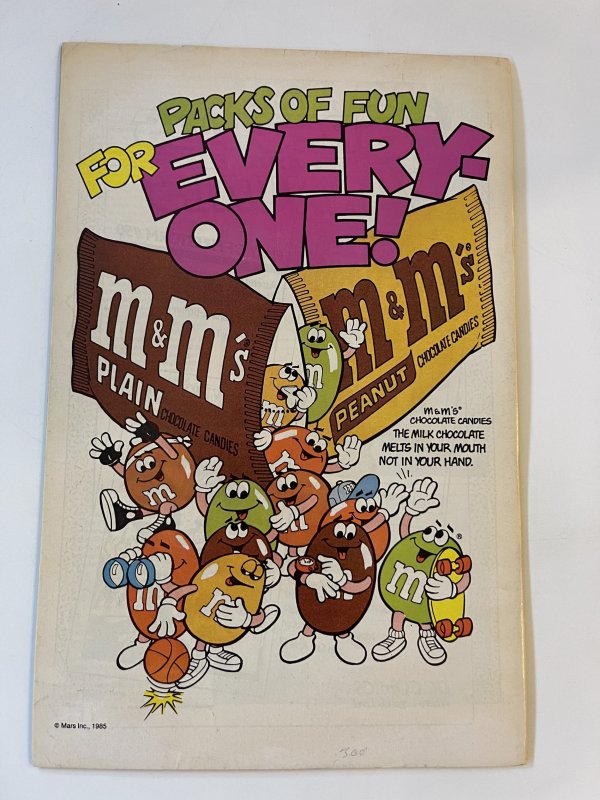 PACKS OF FUN
FOR EVERY-
ONE!
m&m's
PLAIN
CHOCOLATE CANDIES
m&m's
PEANUT
CHOCOLATE CANDIES
m&m's®
CHOCOLATE CANDIES
THE MILK CHOCOLATE
MELTS IN YOUR MOUTH
NOT IN YOUR HAND.
m
m
m
m
m
m
m
m
®
© Mars Inc., 1985